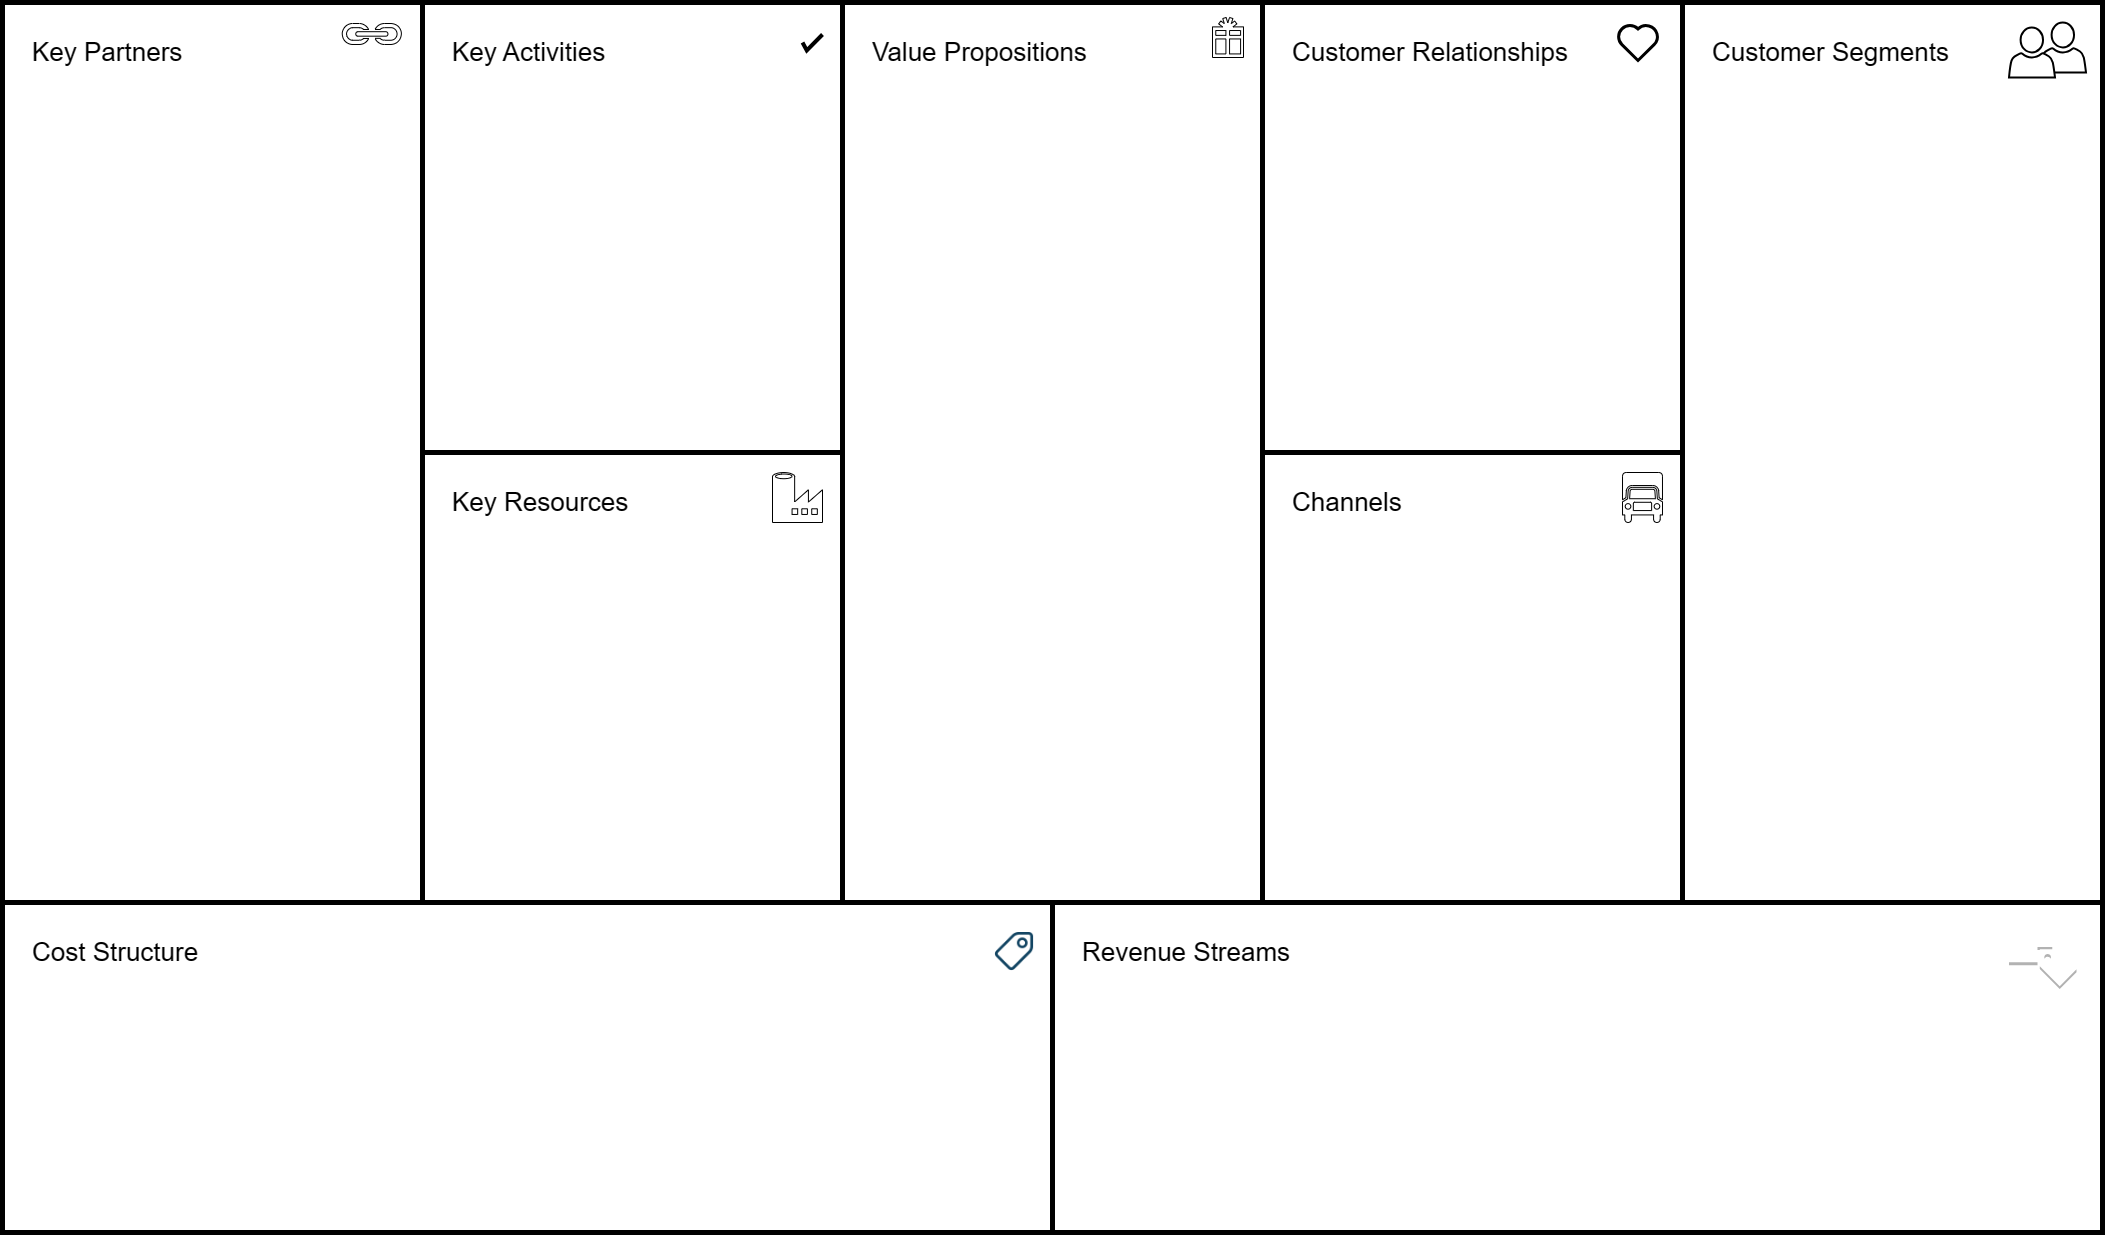 Key Partners
Key Activities
Value Propositions
Customer Relationships
Customer Segments
Key Resources
Channels
Cost Structure
Revenue Streams